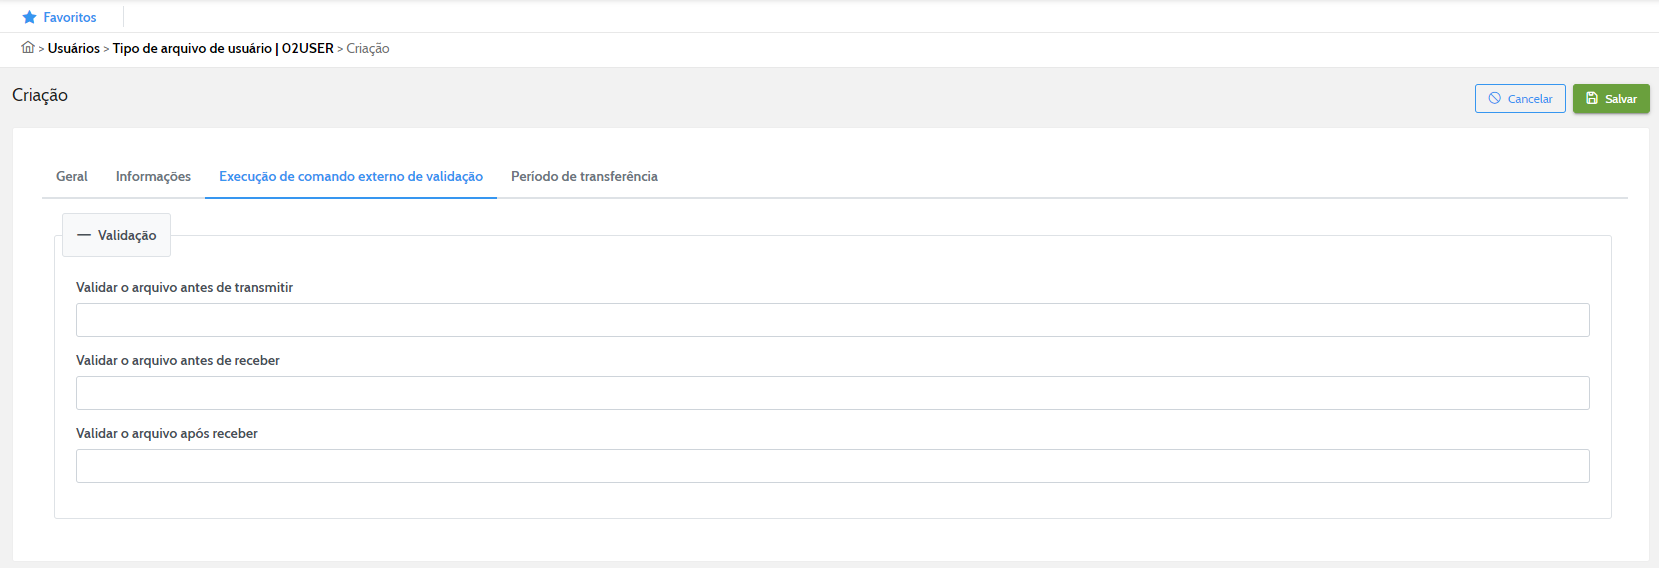 Favoritos
> Usuários > Tipo de arquivo de usuário | 02USER > Criação
Criação
Cancelar
Salvar
Geral
Informações
Execução de comando externo de validação
Período de transferência
— Validação
Validar o arquivo antes de transmitir
Validar o arquivo antes de receber
Validar o arquivo após receber